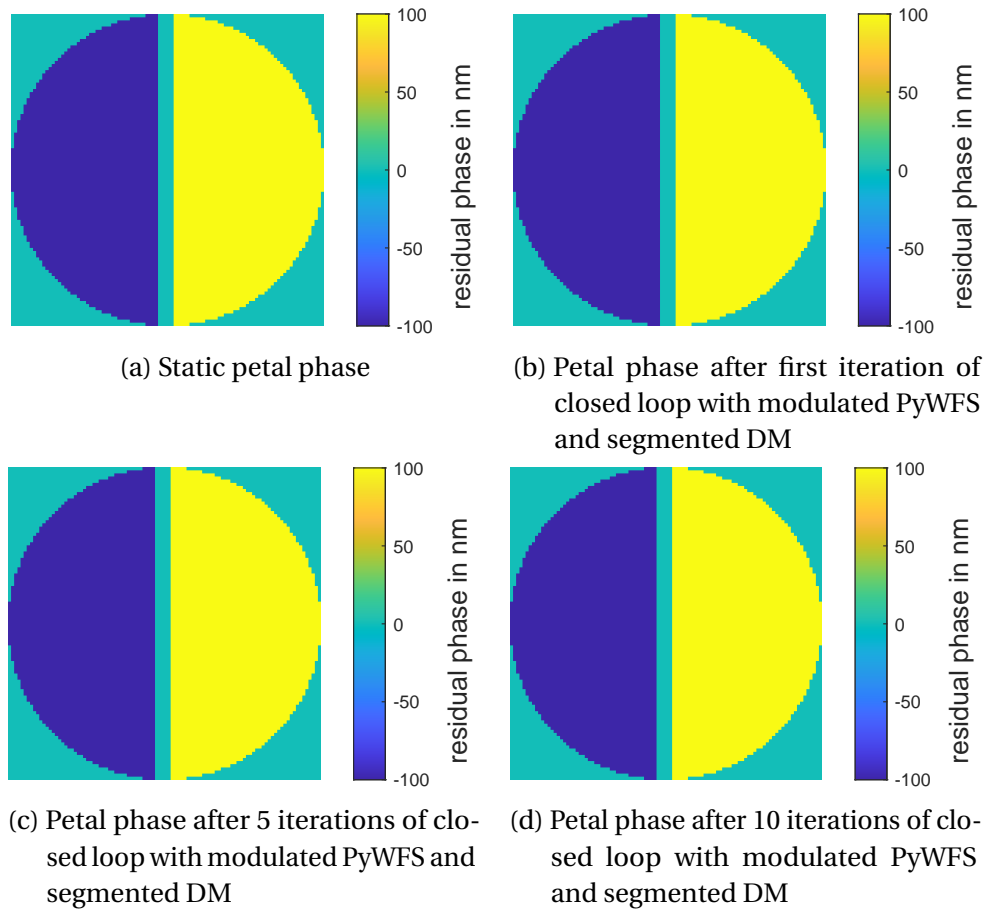 100
50
0
-50
-100
residual phase in nm
100
50
0
-50
-100
residual phase in nm
(a) Static petal phase
(b) Petal phase after first iteration of
closed loop with modulated PyWFS
and segmented DM
100
50
0
-50
-100
residual phase in nm
100
50
0
-50
-100
residual phase in nm
(c) Petal phase after 5 iterations of clo-
sed loop with modulated PyWFS and
segmented DM
(d) Petal phase after 10 iterations of clo-
sed loop with modulated PyWFS
and segmented DM